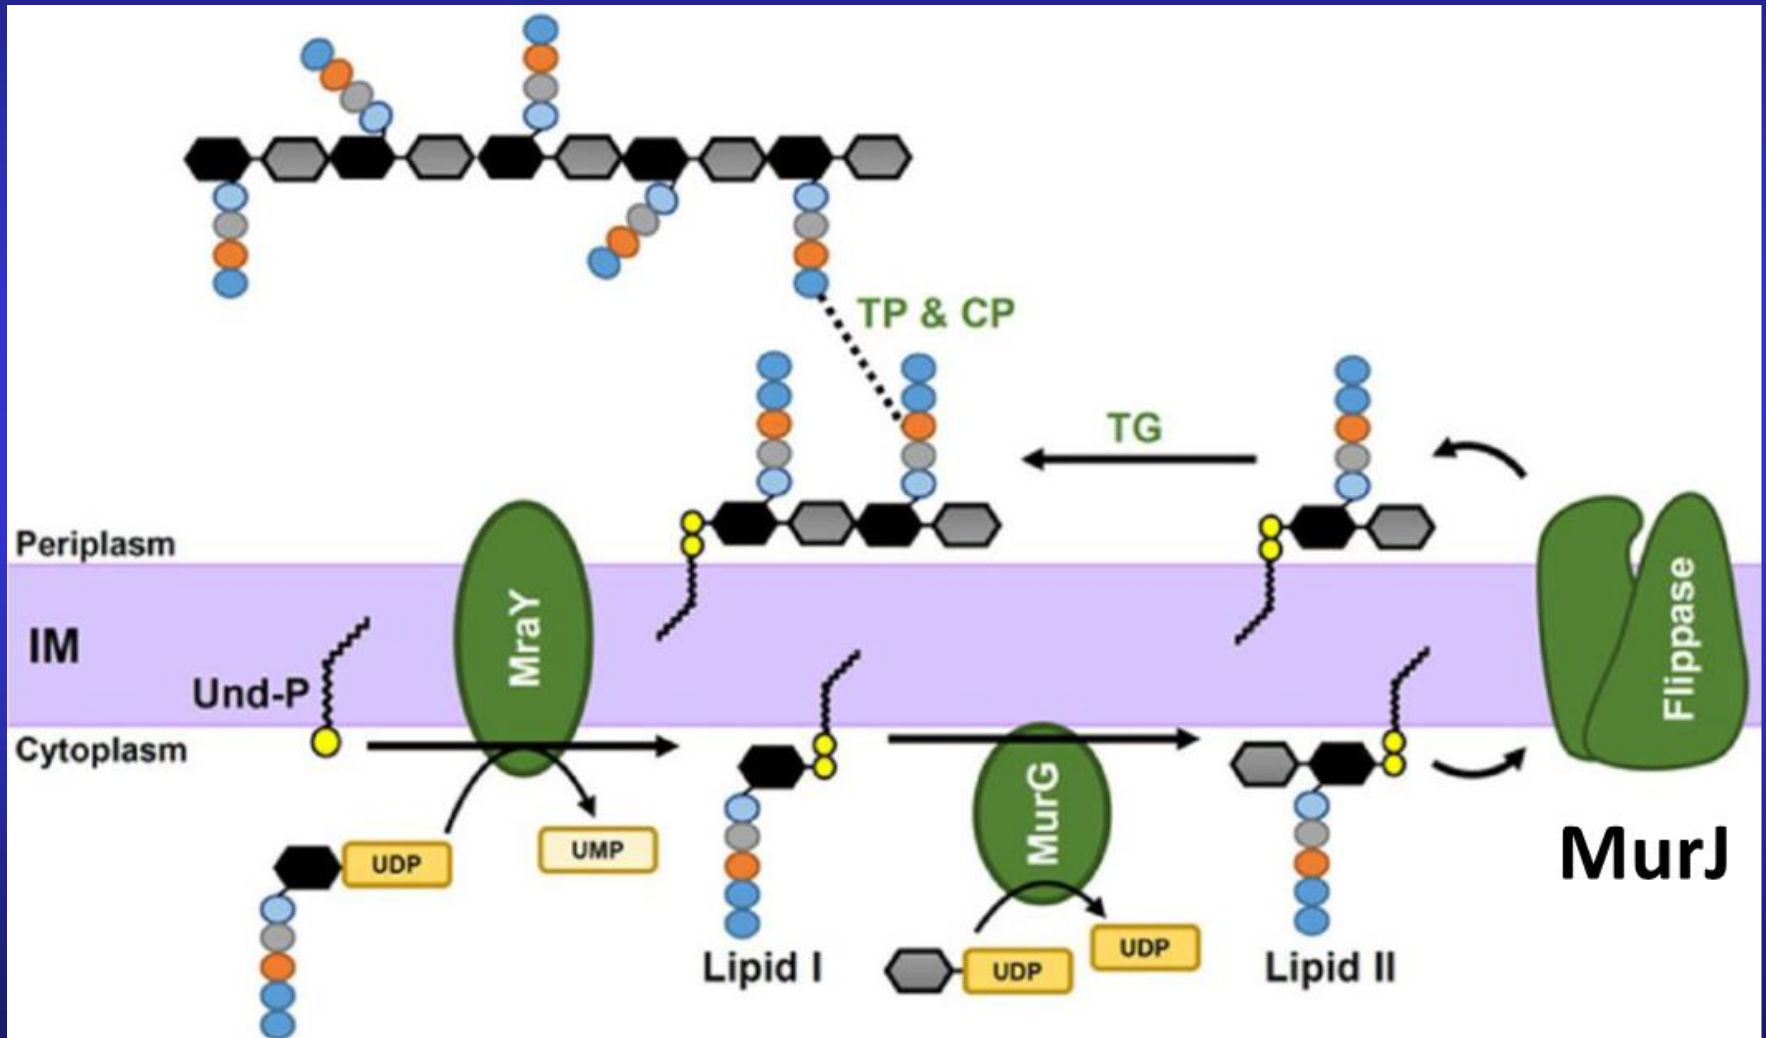 TP & CP
TG
Periplasm
IM
MraY
Flippase
Und-P
Cytoplasm
MurG
MurJ
UDP
UMP
Lipid I
UDP
UDP
Lipid II